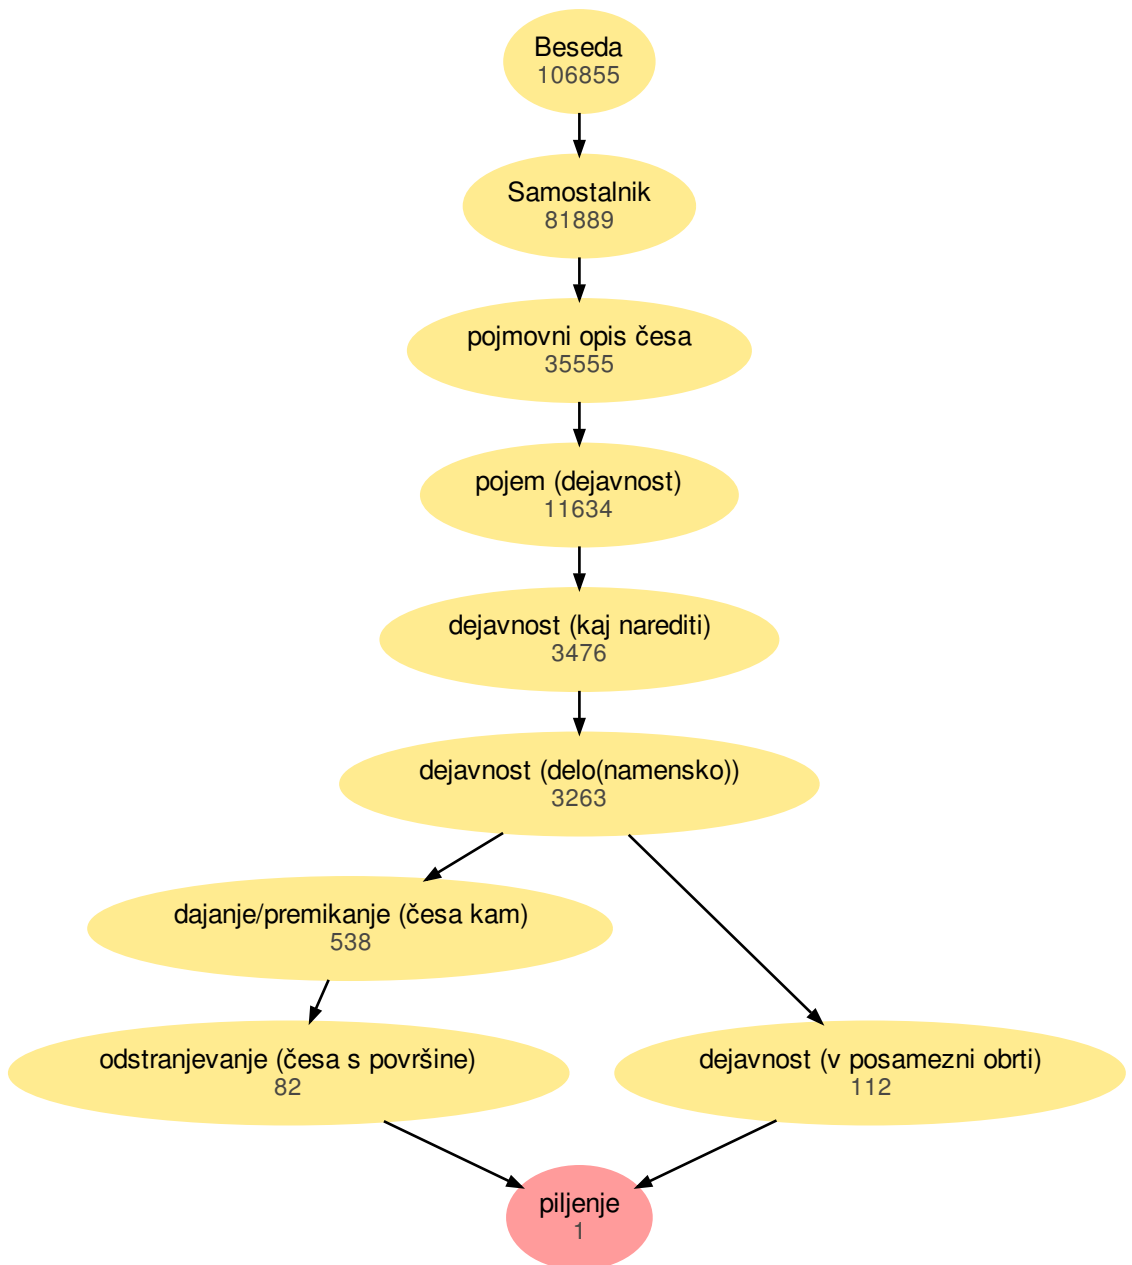 Beseda
106855
Samostalnik
81889
pojmovni opis česa
35555
pojem (dejavnost)
11634
dejavnost (kaj narediti)
3476
dejavnost (delo(namensko))
3263
dajanje/premikanje (česa kam)
538
odstranjevanje (česa s površine)
82
dejavnost (v posamezni obrti)
112
piljenje
1